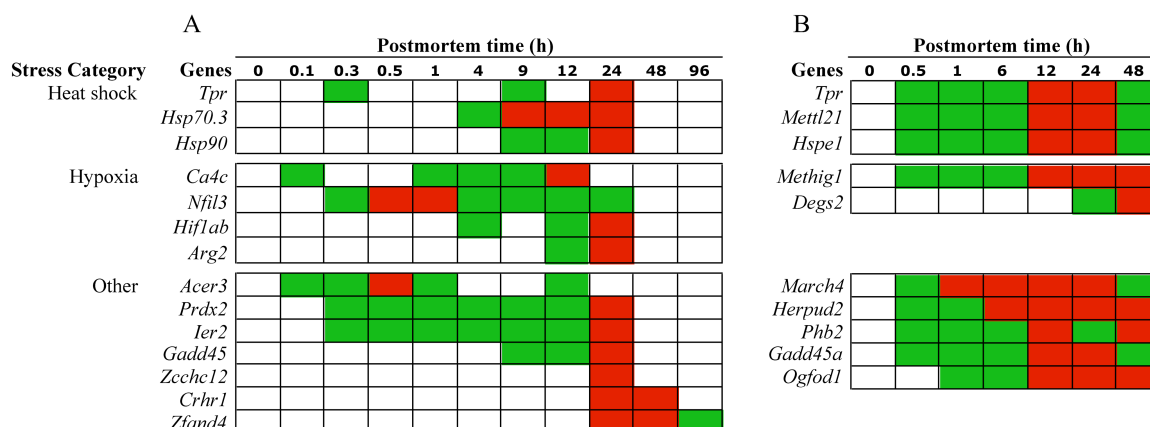 A
B
Postmortem time (h)
Postmortem time (h)
Stress Category Genes 0 0.1 0.3 0.5 1 4 9 12 24 48 96
Genes 0 0.5 1 6 12 24 48
Heat shock Tpr
Tpr
Hsp70.3
Mettl21
Hsp90
Hspe1
Hypoxia Ca4c
Methig1
Nfil3
Degs2
Hif1ab
Arg2
Other Acer3
March4
Prdx2
Herpud2
Ier2
Phb2
Gadd45
Gadd45a
Zcchc12
Ogfod1
Crhr1
Zfand4